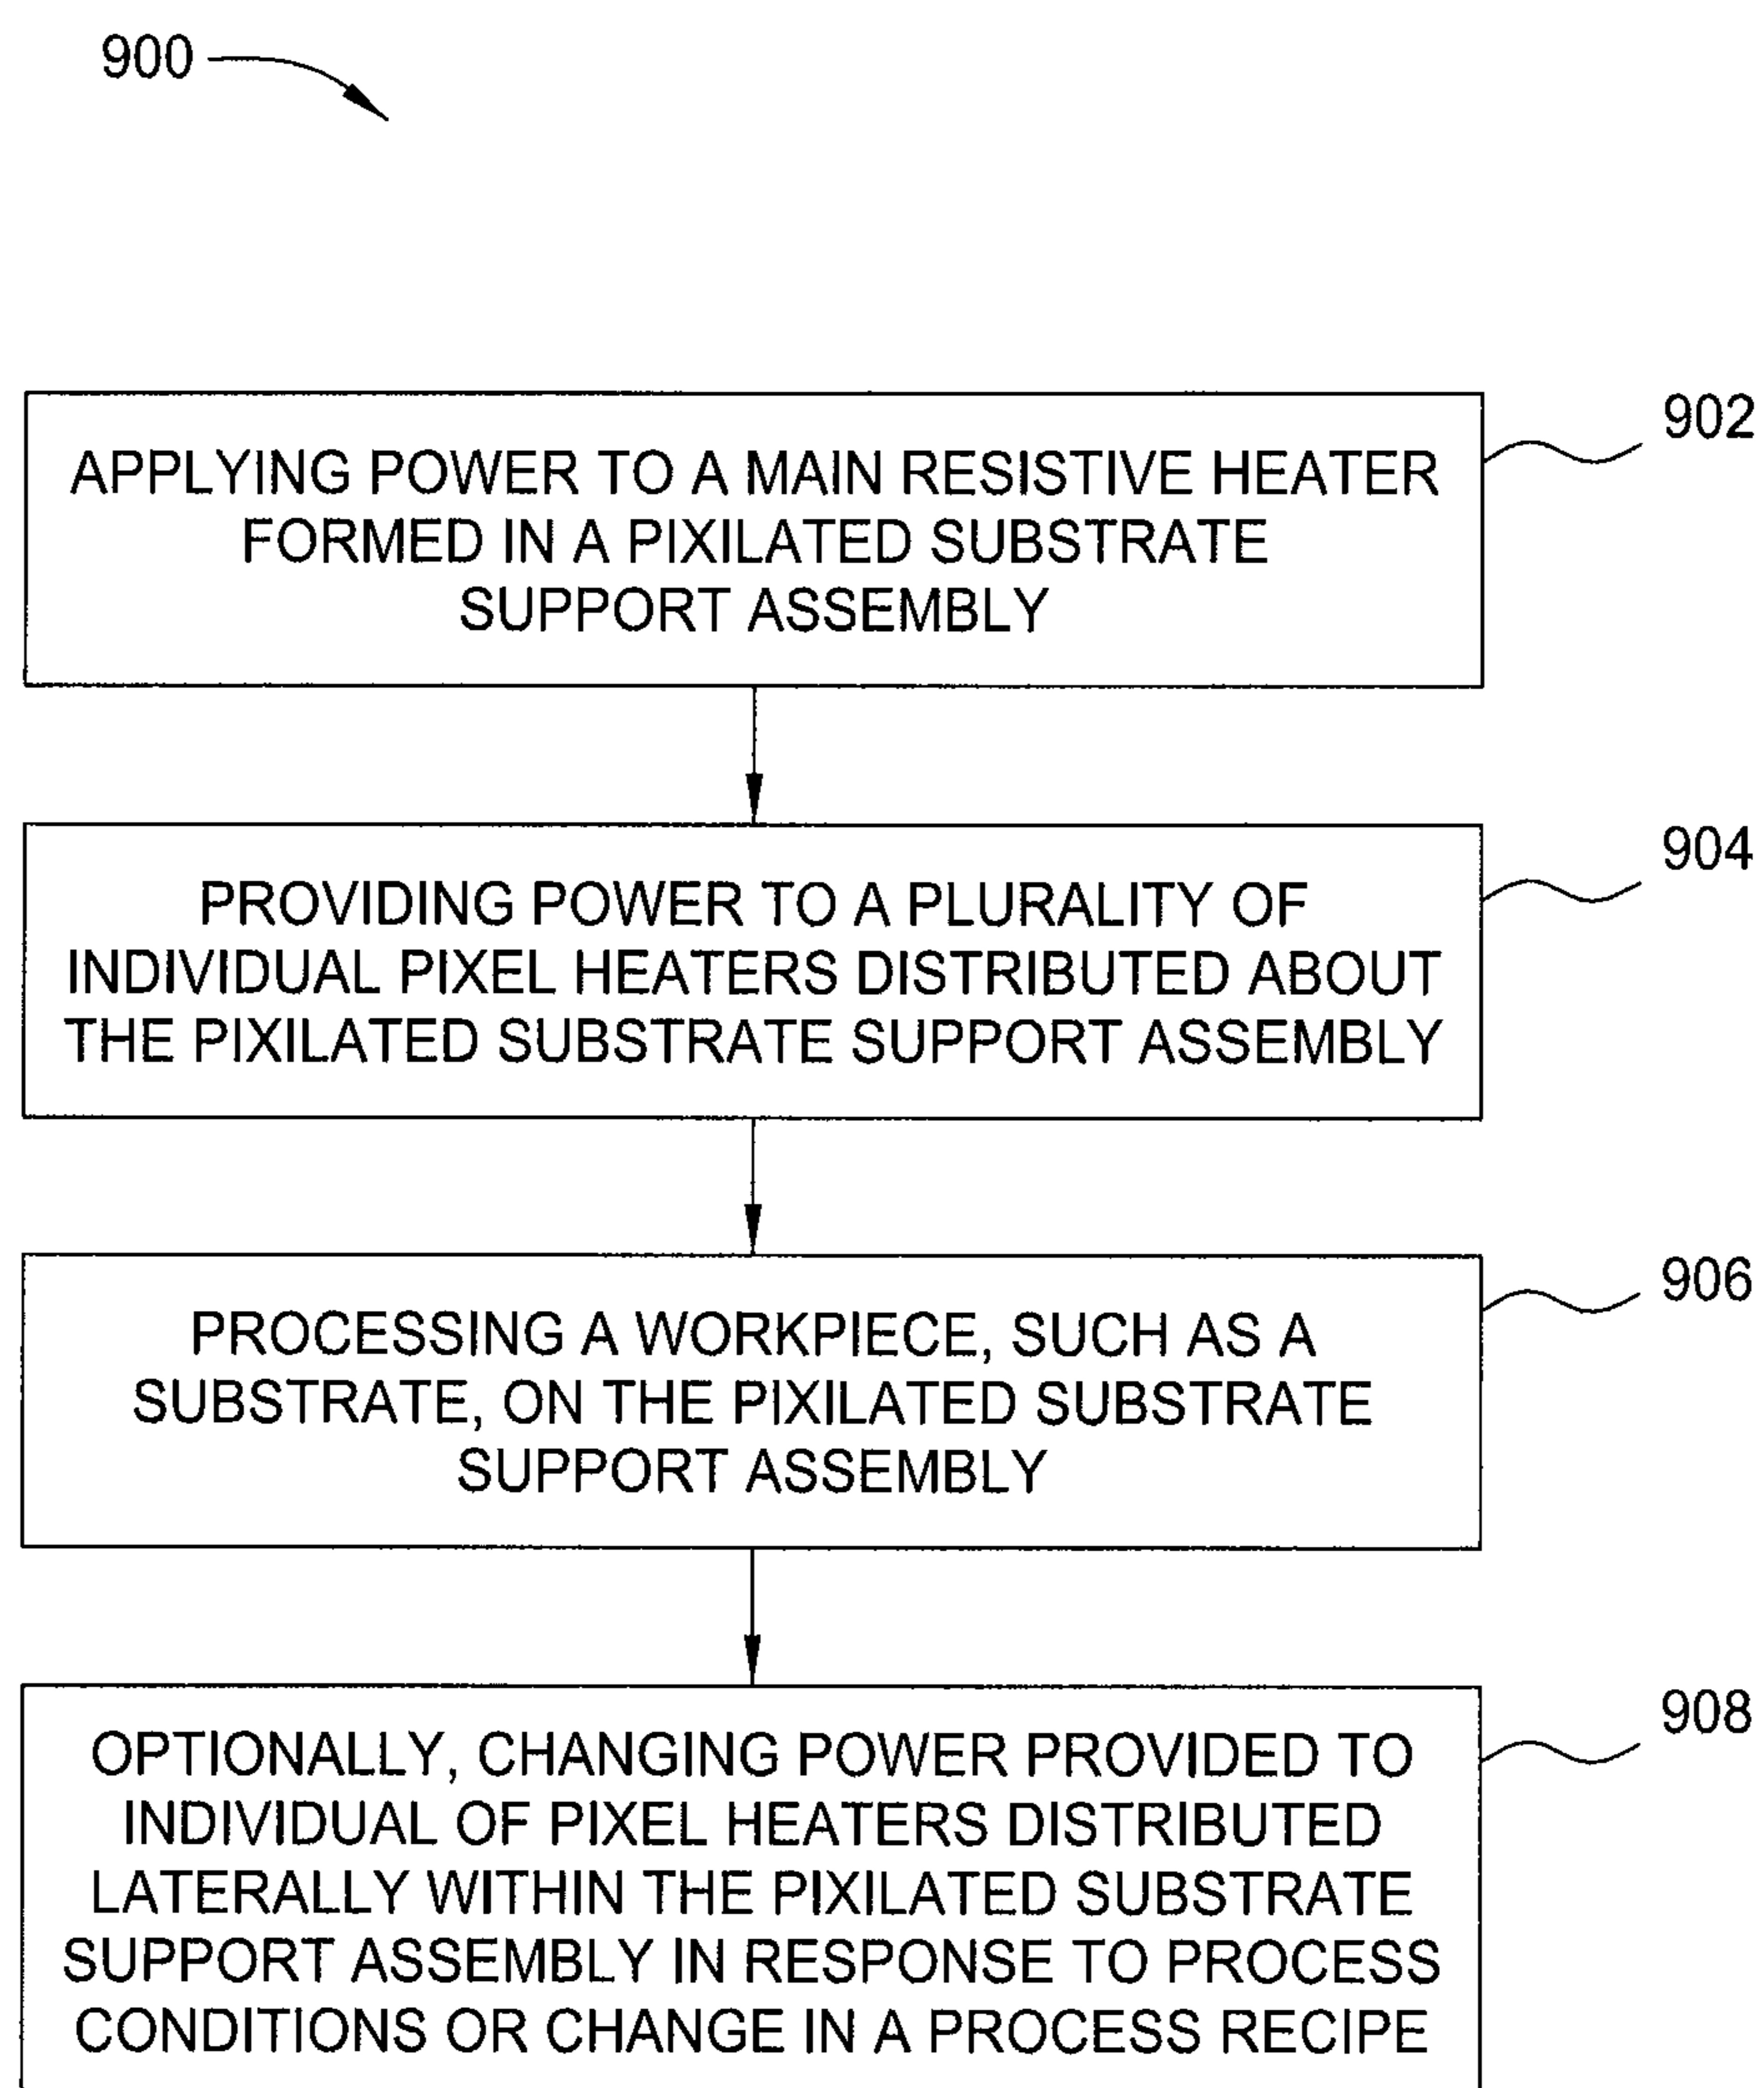 900
902
APPLYING POWER TO A MAIN RESISTIVE HEATER
FORMED IN A PIXILATED SUBSTRATE
SUPPORT ASSEMBLY
904
PROVIDING POWER TO A PLURALITY OF
INDIVIDUAL PIXEL HEATERS DISTRIBUTED ABOUT
THE PIXILATED SUBSTRATE SUPPORT ASSEMBLY
906
PROCESSING A WORKPIECE, SUCH AS A
SUBSTRATE, ON THE PIXILATED SUBSTRATE
SUPPORT ASSEMBLY
908
OPTIONALLY, CHANGING POWER PROVIDED TO
INDIVIDUAL OF PIXEL HEATERS DISTRIBUTED
LATERALLY WITHIN THE PIXILATED SUBSTRATE
SUPPORT ASSEMBLY IN RESPONSE TO PROCESS
CONDITIONS OR CHANGE IN A PROCESS RECIPE